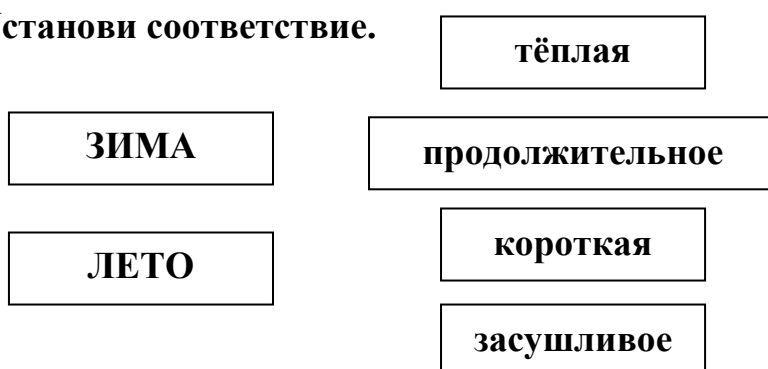 станови соответствие.
тёплая
ЗИМА
продолжительное
ЛЕТО
короткая
засушливое